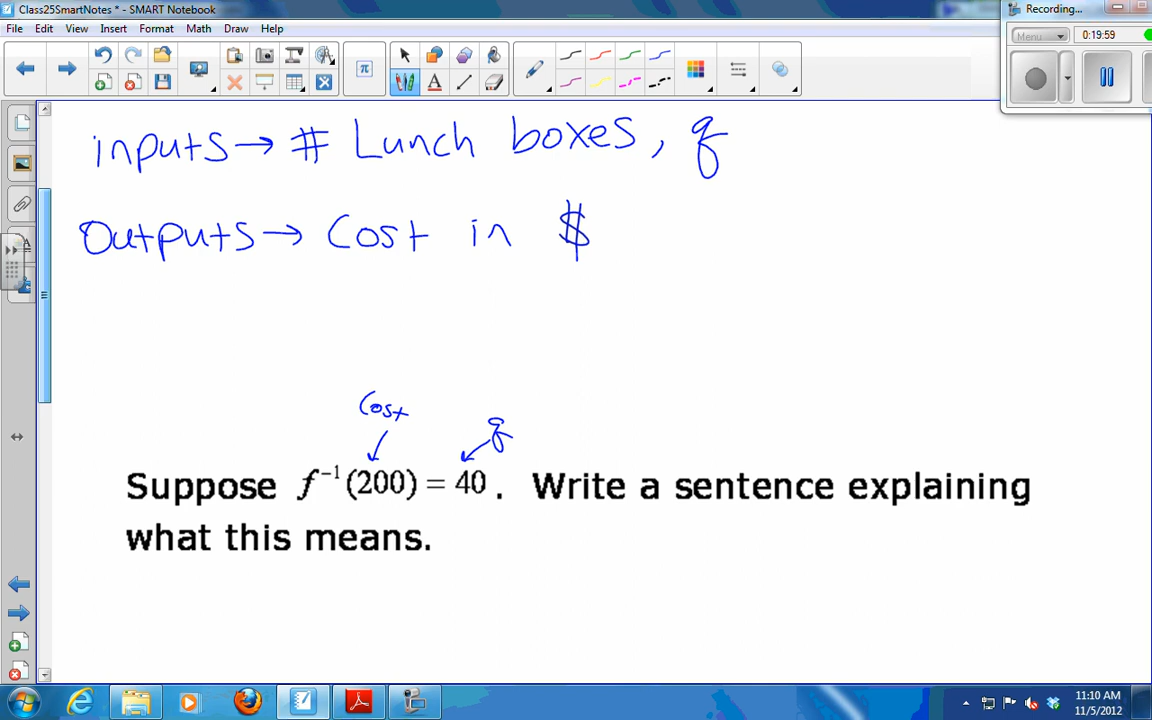 Class25SmartNotes * - SMART Notebook
Recording...
File Edit View Insert Format Math Draw Help
Menu
0:19:59
inputs → # Lunch boxes, q
Outputs → Cost in $
Cost
q
Suppose f⁻¹(200) = 40. Write a sentence explaining
what this means.
11:10 AM
11/5/2012